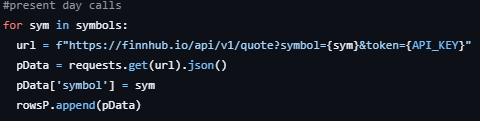 #present day calls
for sym in symbols:
  url = f"https://finnhub.io/api/v1/quote?symbol={sym}&token={API_KEY}"
  pData = requests.get(url).json()
  pData['symbol'] = sym
  rowsP.append(pData)